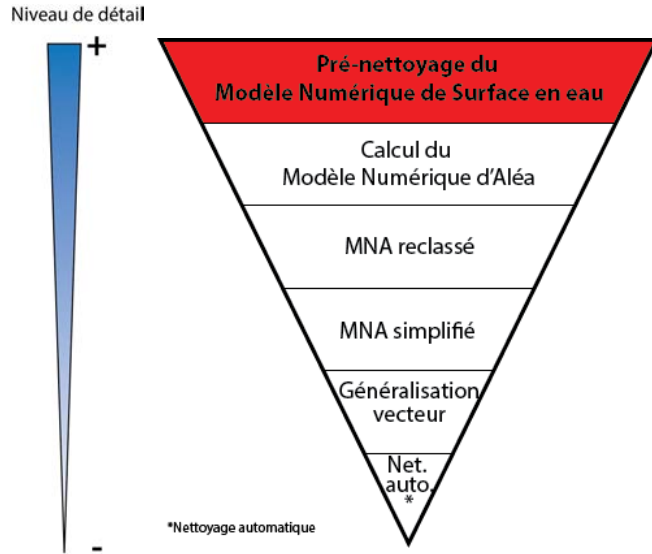 Niveau de détail
+
Pré-nettoyage du
Modèle Numérique de Surface en eau
Calcul du
Modèle Numérique d'Aléa
MNA reclassé
MNA simplifié
Généralisation
vecteur
Net.
auto.
*
*Nettoyage automatique
-